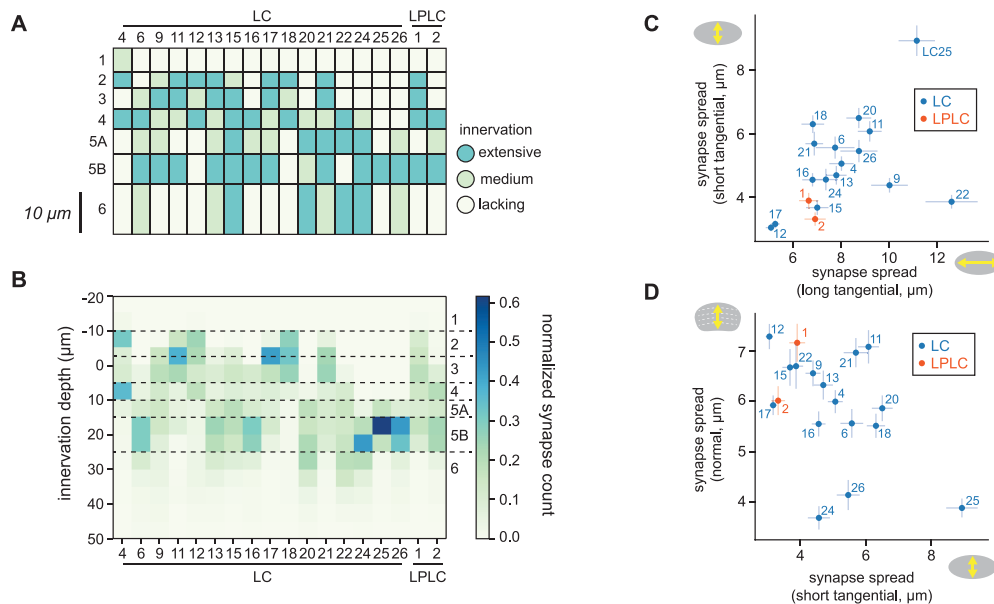 A
LC
LPLC
4 6 9 11 12 13 15 16 17 18 20 21 22 24 25 26 1 2
1
2
3
4
5A
5B
6
10 µm
innervation
extensive
medium
lacking
B
innervation depth (µm)
-20
-10
0
10
20
30
40
50
1
2
3
4
5A
5B
6
4 6 9 11 12 13 15 16 17 18 20 21 22 24 25 26 1 2
LC
LPLC
0.6
0.5
0.4
0.3
0.2
0.1
0.0
normalized synapse count
C
synapse spread
(short tangential, µm)
8
6
4
LC25
LC
LPLC
18
20
11
21
6
26
4
16
13
9
24
22
1
15
2
17
12
6 8 10 12
synapse spread
(long tangential, µm)
D
synapse spread
(normal, µm)
7
6
5
4
LC
LPLC
12
1
11
21
22
15
9
13
4
20
17
2
16
6
18
26
24
25
4 6 8
synapse spread
(short tangential, µm)